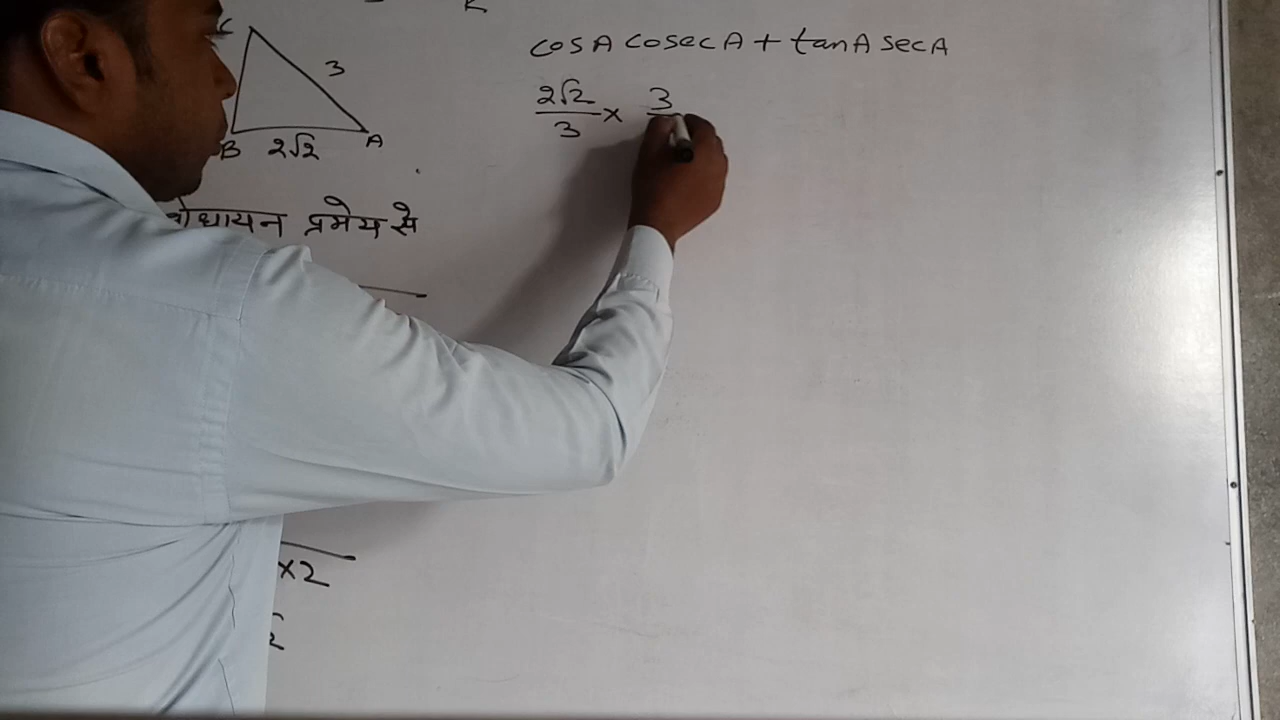 C
3
B 2√2 A
बोधायन प्रमेय से
×2
cosA cosecA + tanA secA
2√2/3 × 3